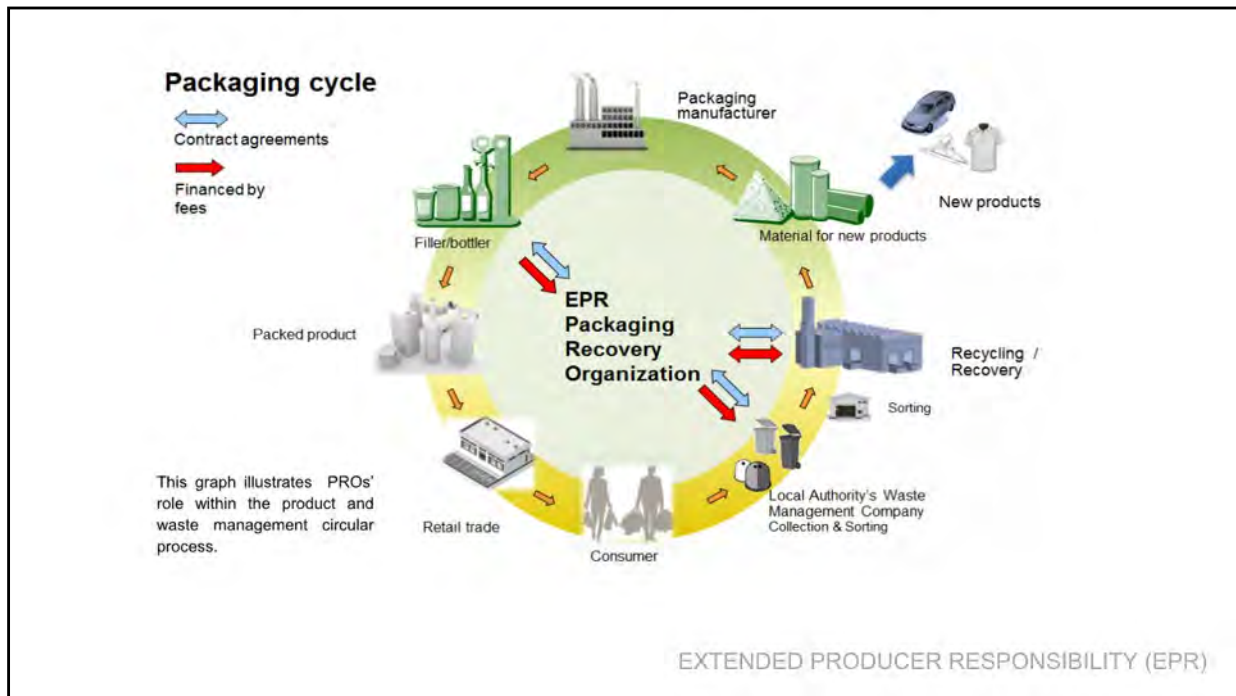 Packaging cycle
Contract agreements
Financed by
fees
Packaging
manufacturer
New products
Material for new products
Filler/bottler
EPR
Packaging
Recovery
Organization
Packed product
Recycling /
Recovery
Sorting
This graph illustrates PROs'
role within the product and
waste management circular
process.
Retail trade
Consumer
Local Authority's Waste
Management Company
Collection & Sorting
EXTENDED PRODUCER RESPONSIBILITY (EPR)